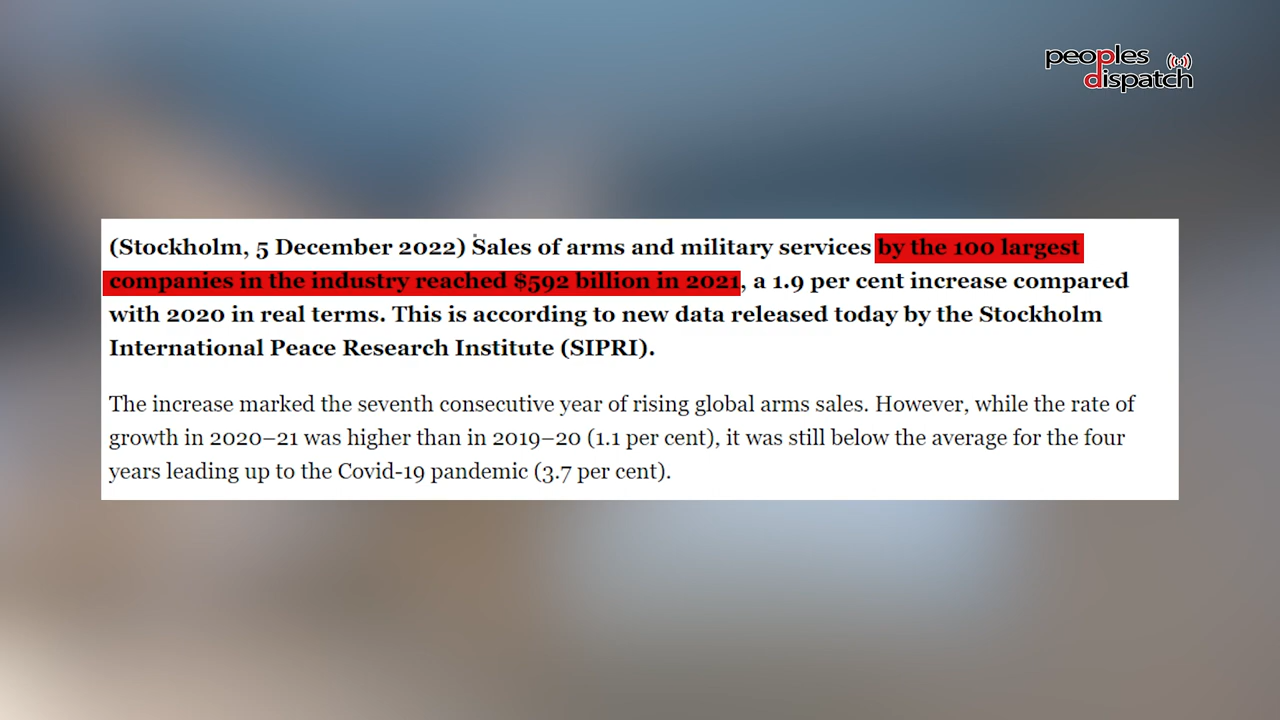 peoples
dispatch
(Stockholm, 5 December 2022) Sales of arms and military services by the 100 largest
companies in the industry reached $592 billion in 2021, a 1.9 per cent increase compared
with 2020 in real terms. This is according to new data released today by the Stockholm
International Peace Research Institute (SIPRI).
The increase marked the seventh consecutive year of rising global arms sales. However, while the rate of
growth in 2020–21 was higher than in 2019–20 (1.1 per cent), it was still below the average for the four
years leading up to the Covid-19 pandemic (3.7 per cent).